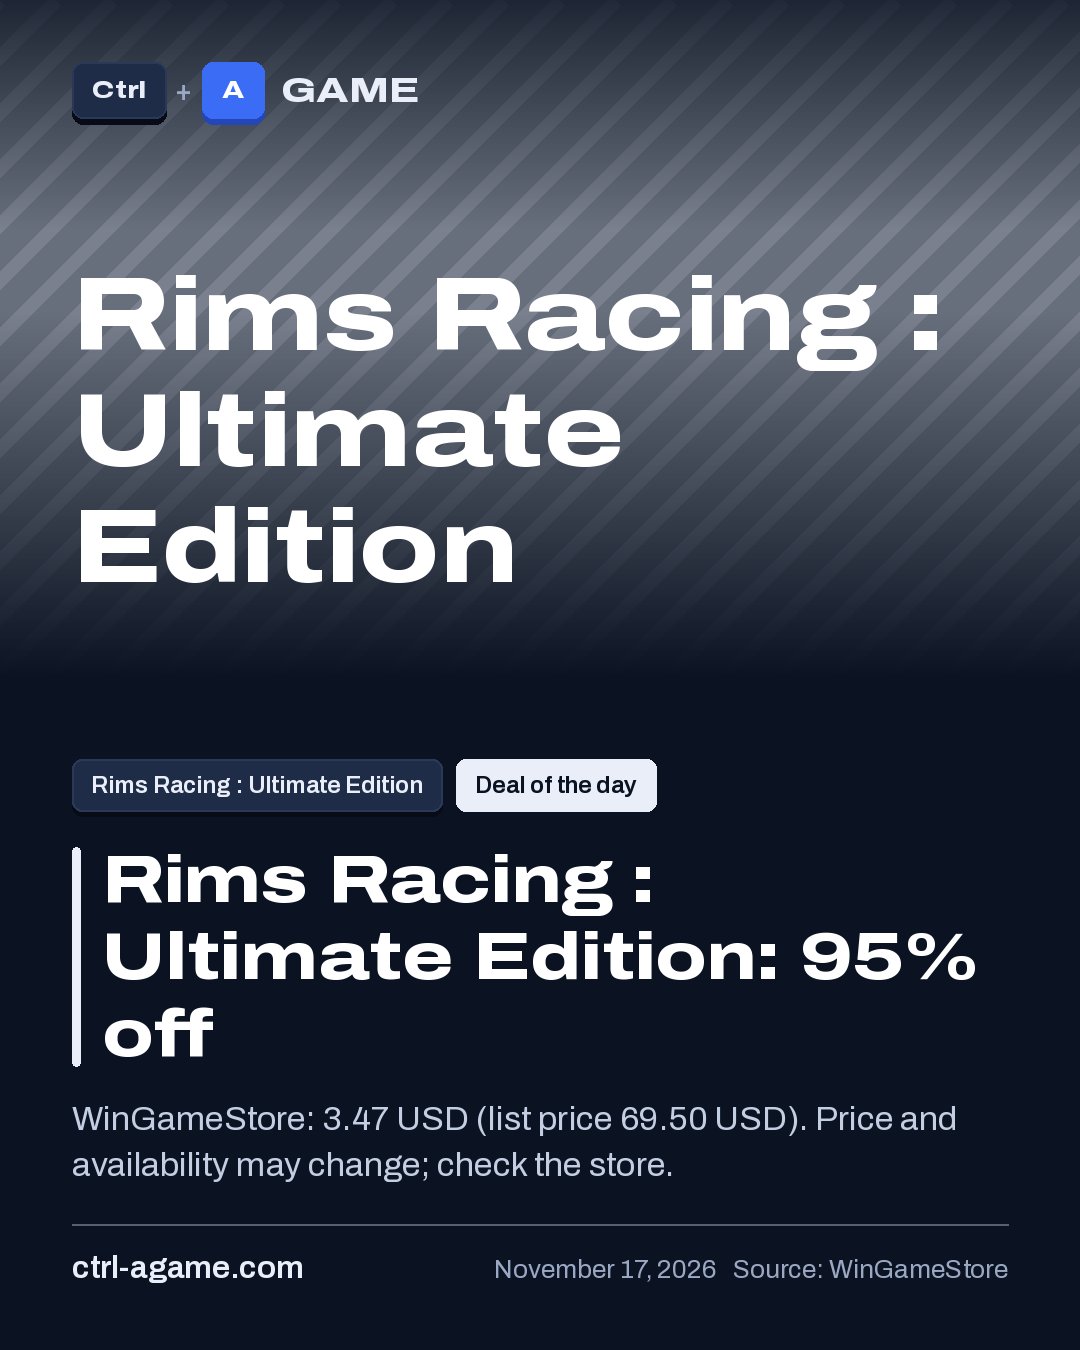 Ctrl + A GAME
Rims Racing :
Ultimate
Edition
Rims Racing : Ultimate Edition Deal of the day
Rims Racing :
Ultimate Edition: 95%
off
WinGameStore: 3.47 USD (list price 69.50 USD). Price and
availability may change; check the store.
ctrl-agame.com November 17, 2026 Source: WinGameStore